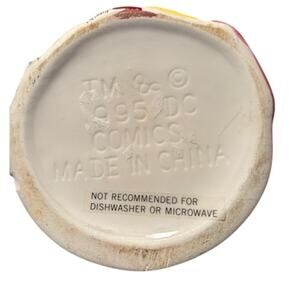 TM & ©
1995 DC
COMICS
MADE IN CHINA
NOT RECOMMENDED FOR
DISHWASHER OR MICROWAVE